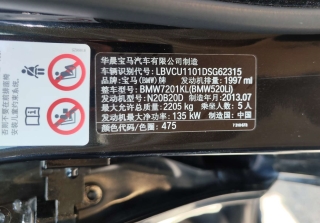 华晨宝马汽车有限公司制造
车辆识别代号: LBVCU1101DSG62315
品牌: 宝马(BMW)牌 发动机排量: 1997 ml
整车型号: BMW7201KL(BMW520Li)
发动机型号: N20B20D 制造年月: 2013.07
最大允许总质量: 2205 kg 乘坐人数: 5 人
发动机最大净功率: 135 kW 制造国: 中国
颜色代码/色带: 475